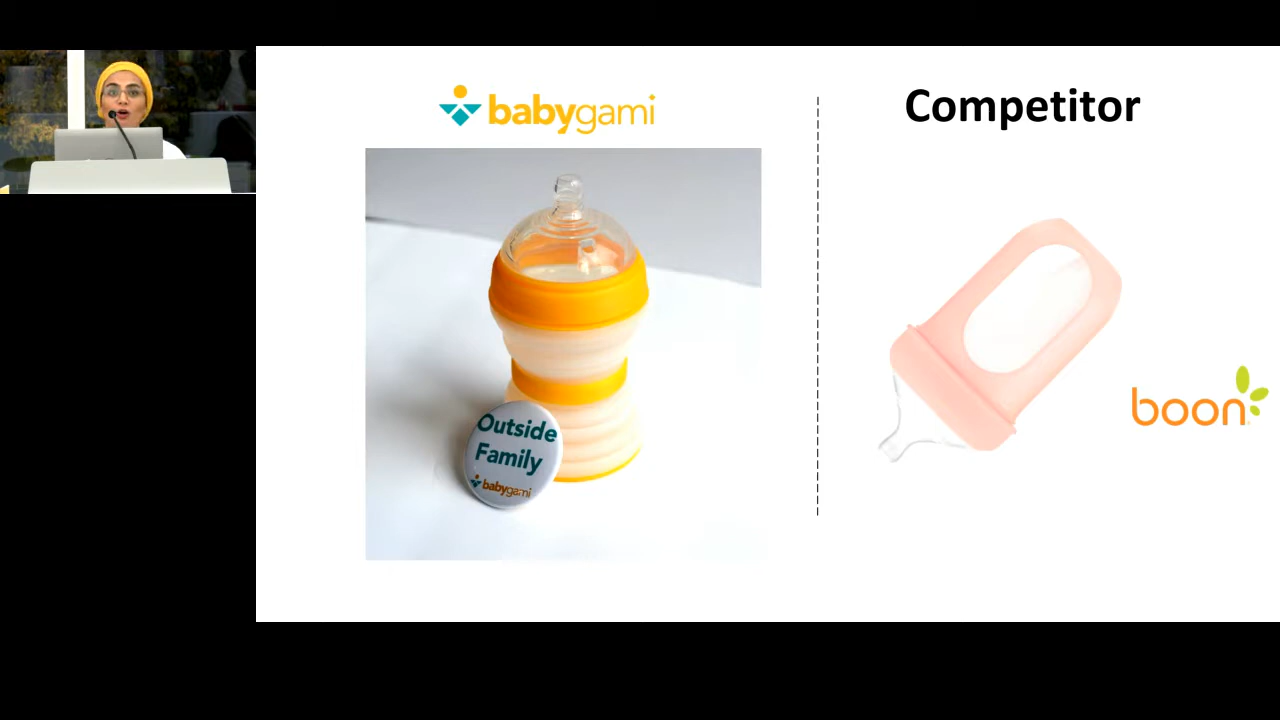 babygami
Competitor
Outside
Family
babygami
boon